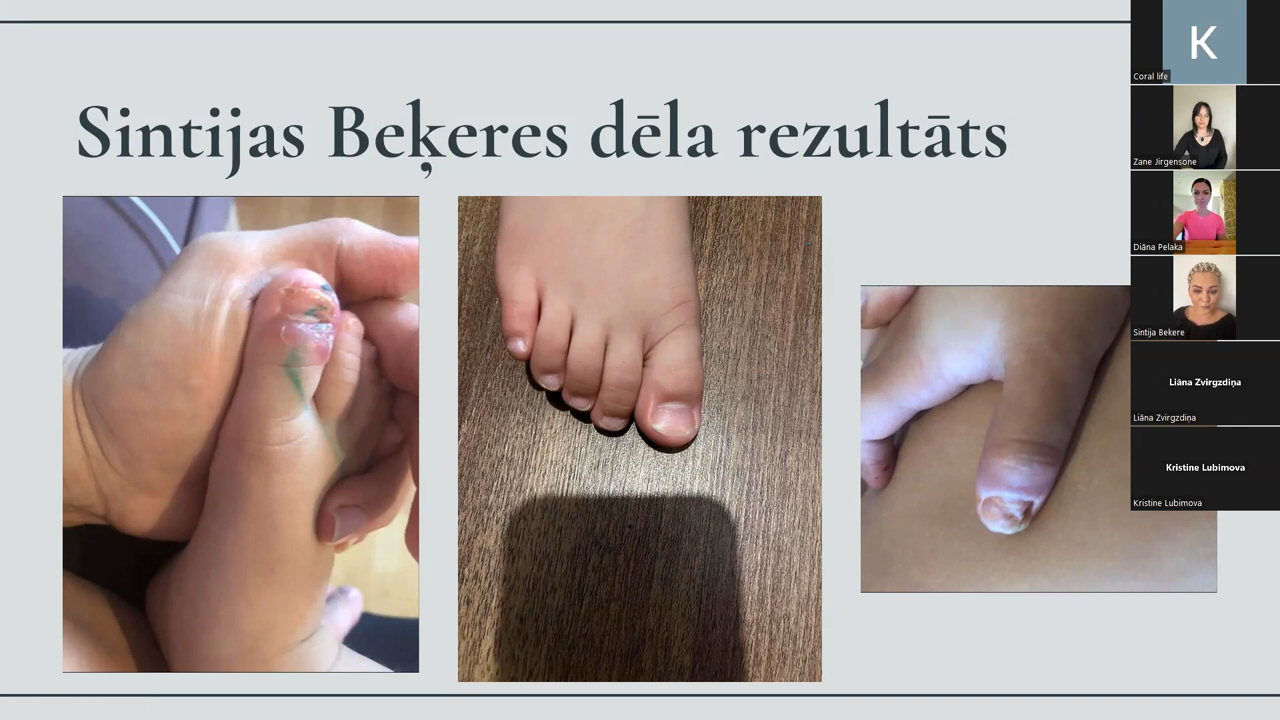 Sintijas Beķeres dēla rezultāts
K
Coral life
Zane Jirgensone
Diāna Pelaka
Sintija Bekere
Liāna Zvirgzdiņa
Liāna Zvirgzdiņa
Kristine Lubimova
Kristine Lubimova